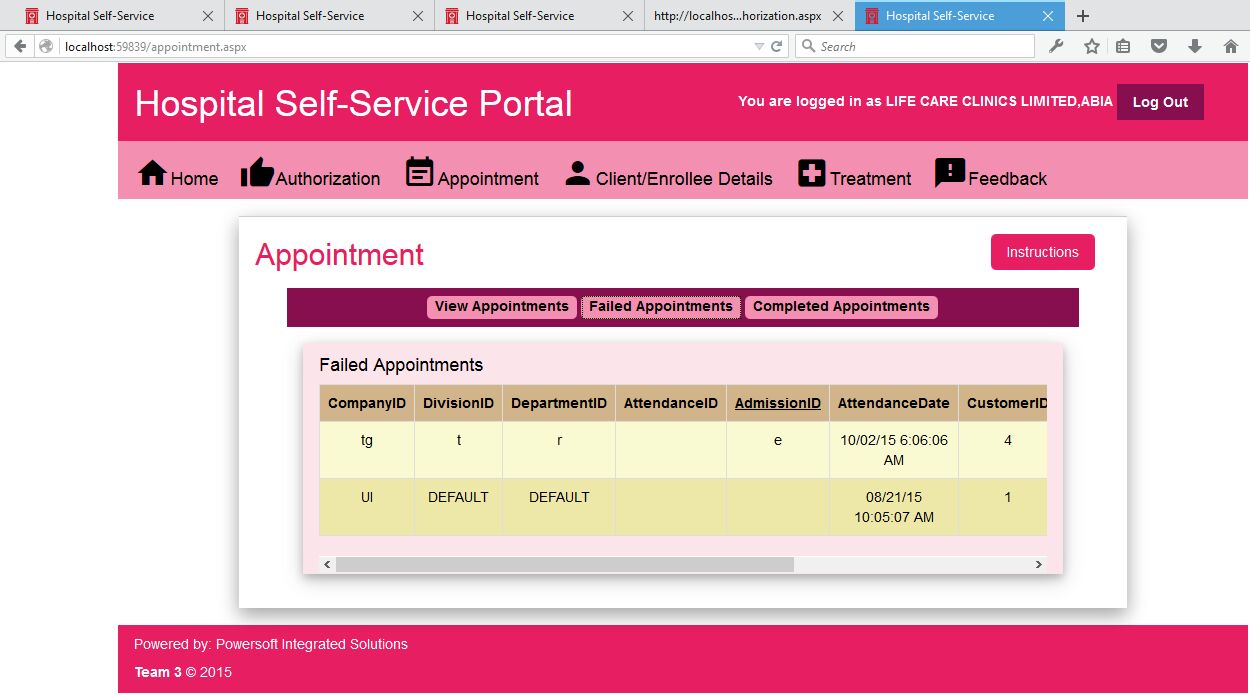 Hospital Self-Service Hospital Self-Service Hospital Self-Service http://localhos...horization.aspx Hospital Self-Service
localhost:59839/appointment.aspx Search
Hospital Self-Service Portal You are logged in as LIFE CARE CLINICS LIMITED,ABIA Log Out
Home Authorization Appointment Client/Enrollee Details Treatment Feedback
Appointment Instructions
View Appointments Failed Appointments Completed Appointments
Failed Appointments
CompanyID DivisionID DepartmentID AttendanceID AdmissionID AttendanceDate CustomerID
tg t r e 10/02/15 6:06:06 4
AM
UI DEFAULT DEFAULT 08/21/15 1
10:05:07 AM
Powered by: Powersoft Integrated Solutions
Team 3 © 2015